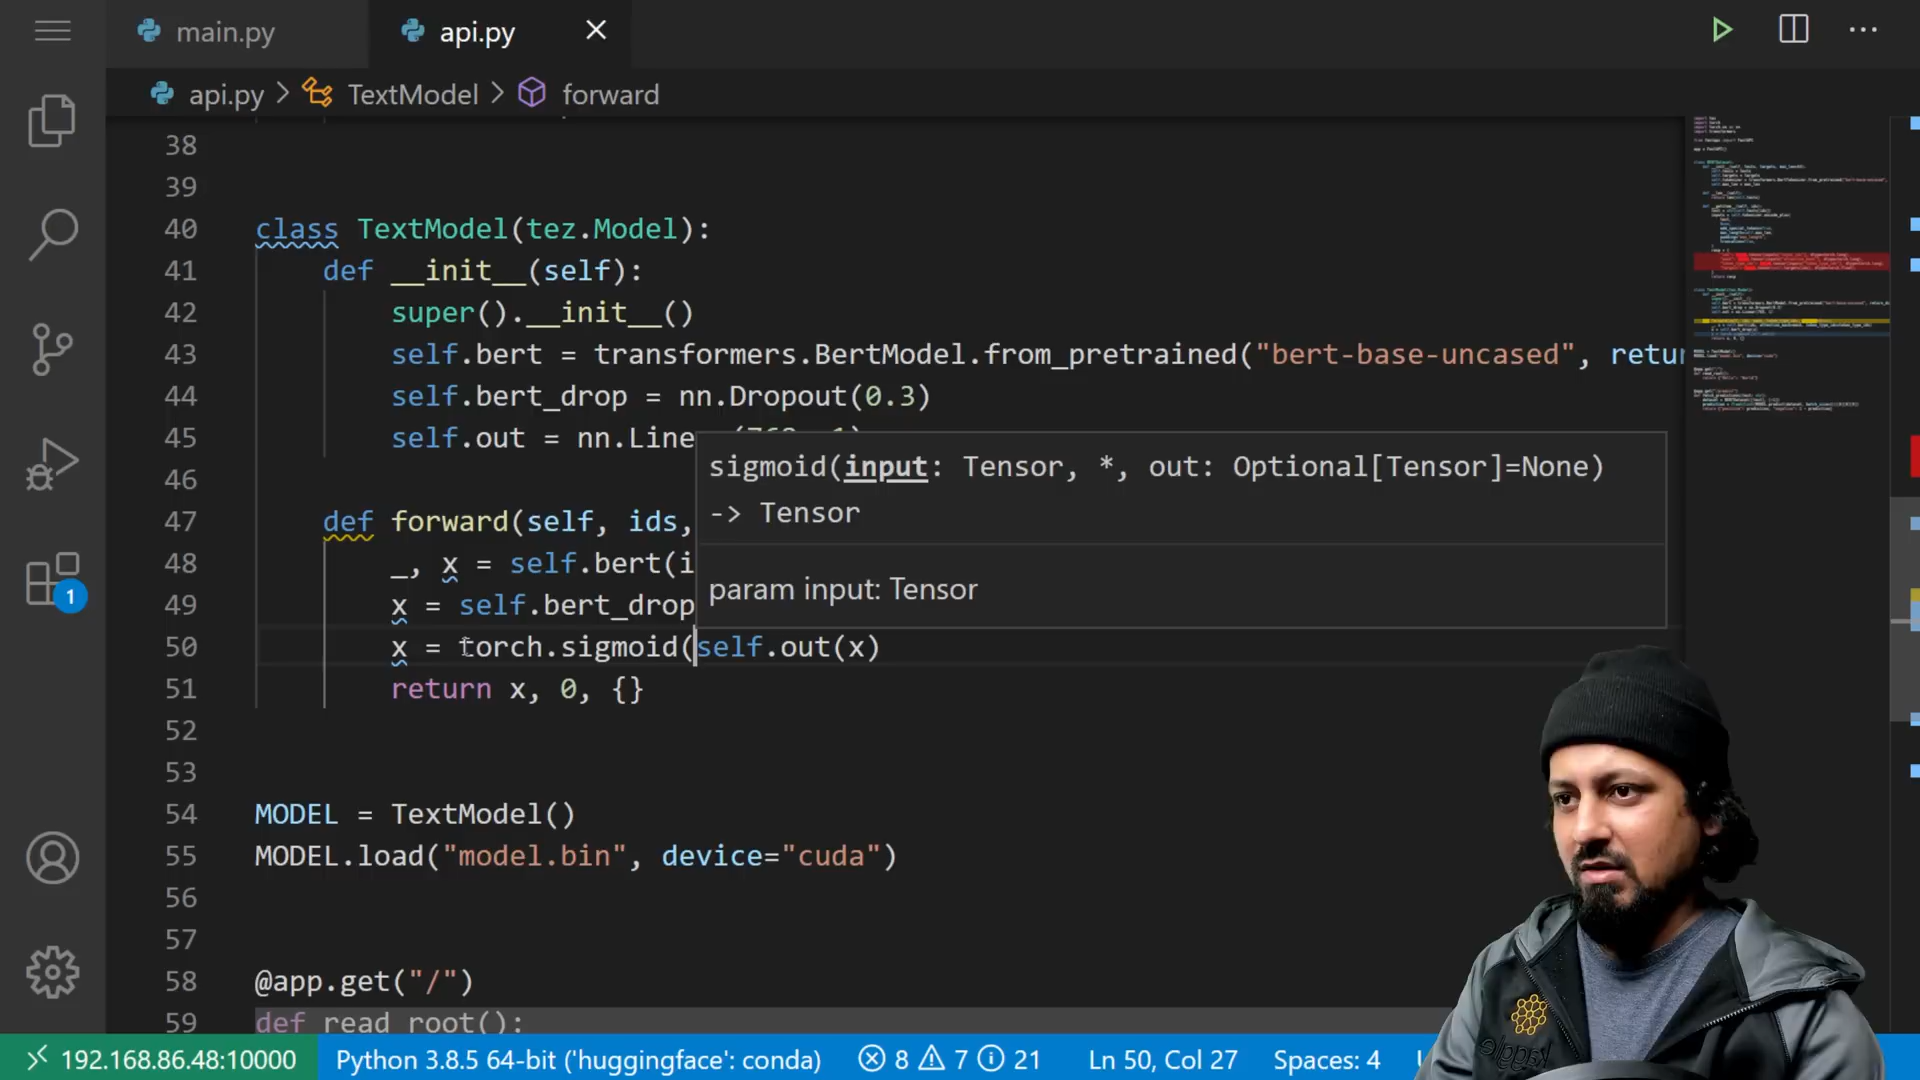 main.py
api.py
api.py > TextModel > forward
38
39
40 class TextModel(tez.Model):
41 def __init__(self):
42 super().__init__()
43 self.bert = transformers.BertModel.from_pretrained("bert-base-uncased", retur
44 self.bert_drop = nn.Dropout(0.3)
45 self.out = nn.Line
46
sigmoid(input: Tensor, *, out: Optional[Tensor]=None)
-> Tensor
param input: Tensor
47 def forward(self, ids,
48 _, x = self.bert(i
49 x = self.bert_drop
50 x = torch.sigmoid(self.out(x)
51 return x, 0, {}
52
53
54 MODEL = TextModel()
55 MODEL.load("model.bin", device="cuda")
56
57
58 @app.get("/")
59 def read_root():
1
192.168.86.48:10000 Python 3.8.5 64-bit ('huggingface': conda) 8 7 21 Ln 50, Col 27 Spaces: 4
kaggle